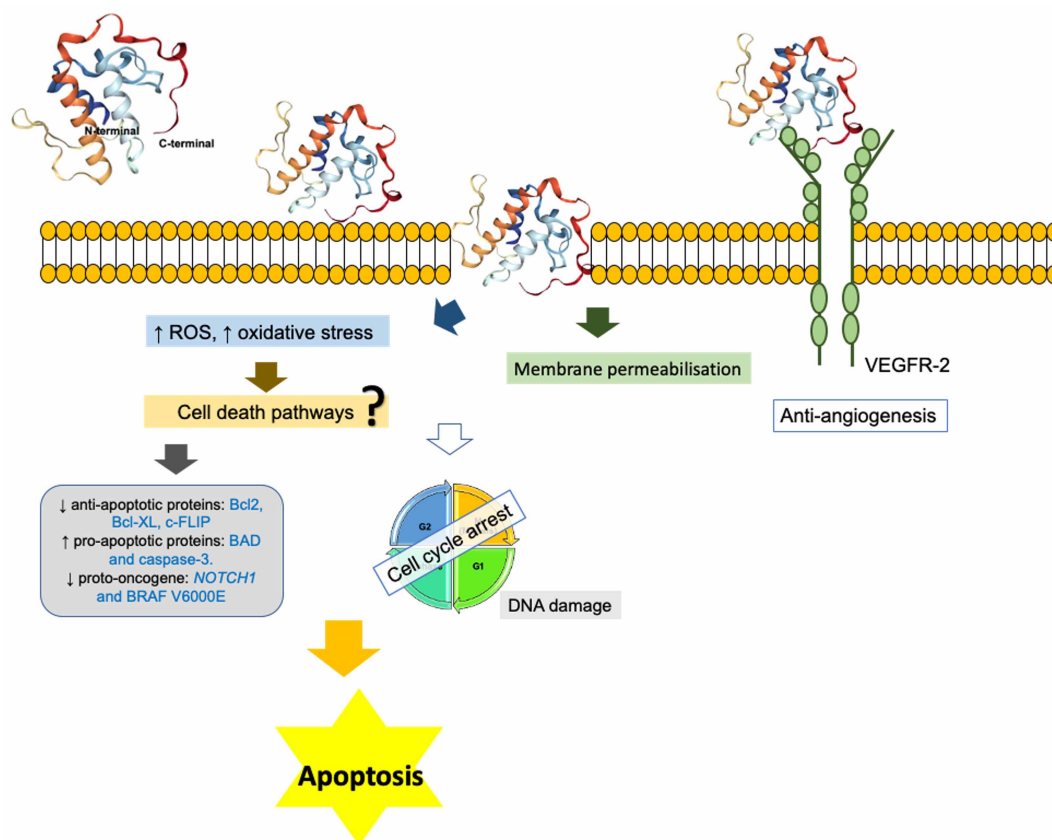 N-terminal
C-terminal
↑ ROS, ↑ oxidative stress
Membrane permeabilisation
VEGFR-2
Cell death pathways ?
Anti-angiogenesis
↓ anti-apoptotic proteins: Bcl2,
Bcl-XL, c-FLIP
↑ pro-apoptotic proteins: BAD
and caspase-3.
↓ proto-oncogene: NOTCH1
and BRAF V6000E
G2
Cell cycle arrest
G1
DNA damage
Apoptosis